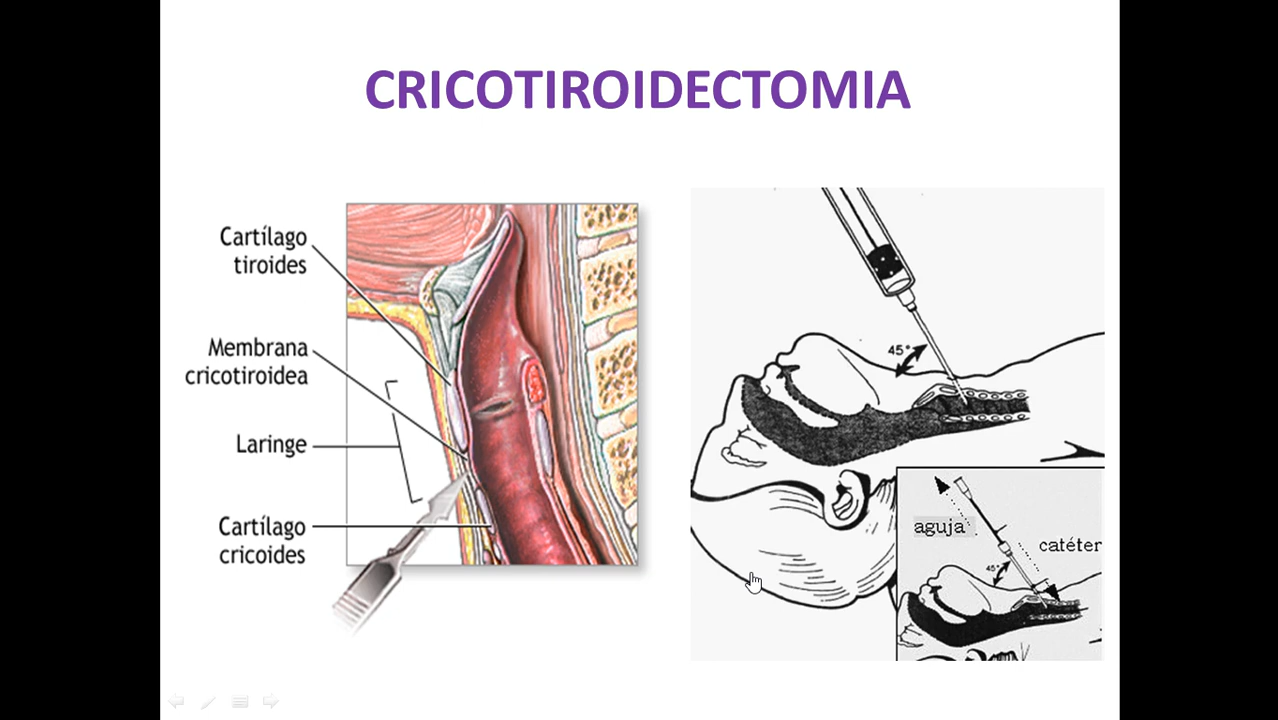 CRICOTIROIDECTOMIA
Cartílago
tiroides
Membrana
cricotiroidea
Laringe
Cartílago
cricoides
45°
aguja
catéter
45°